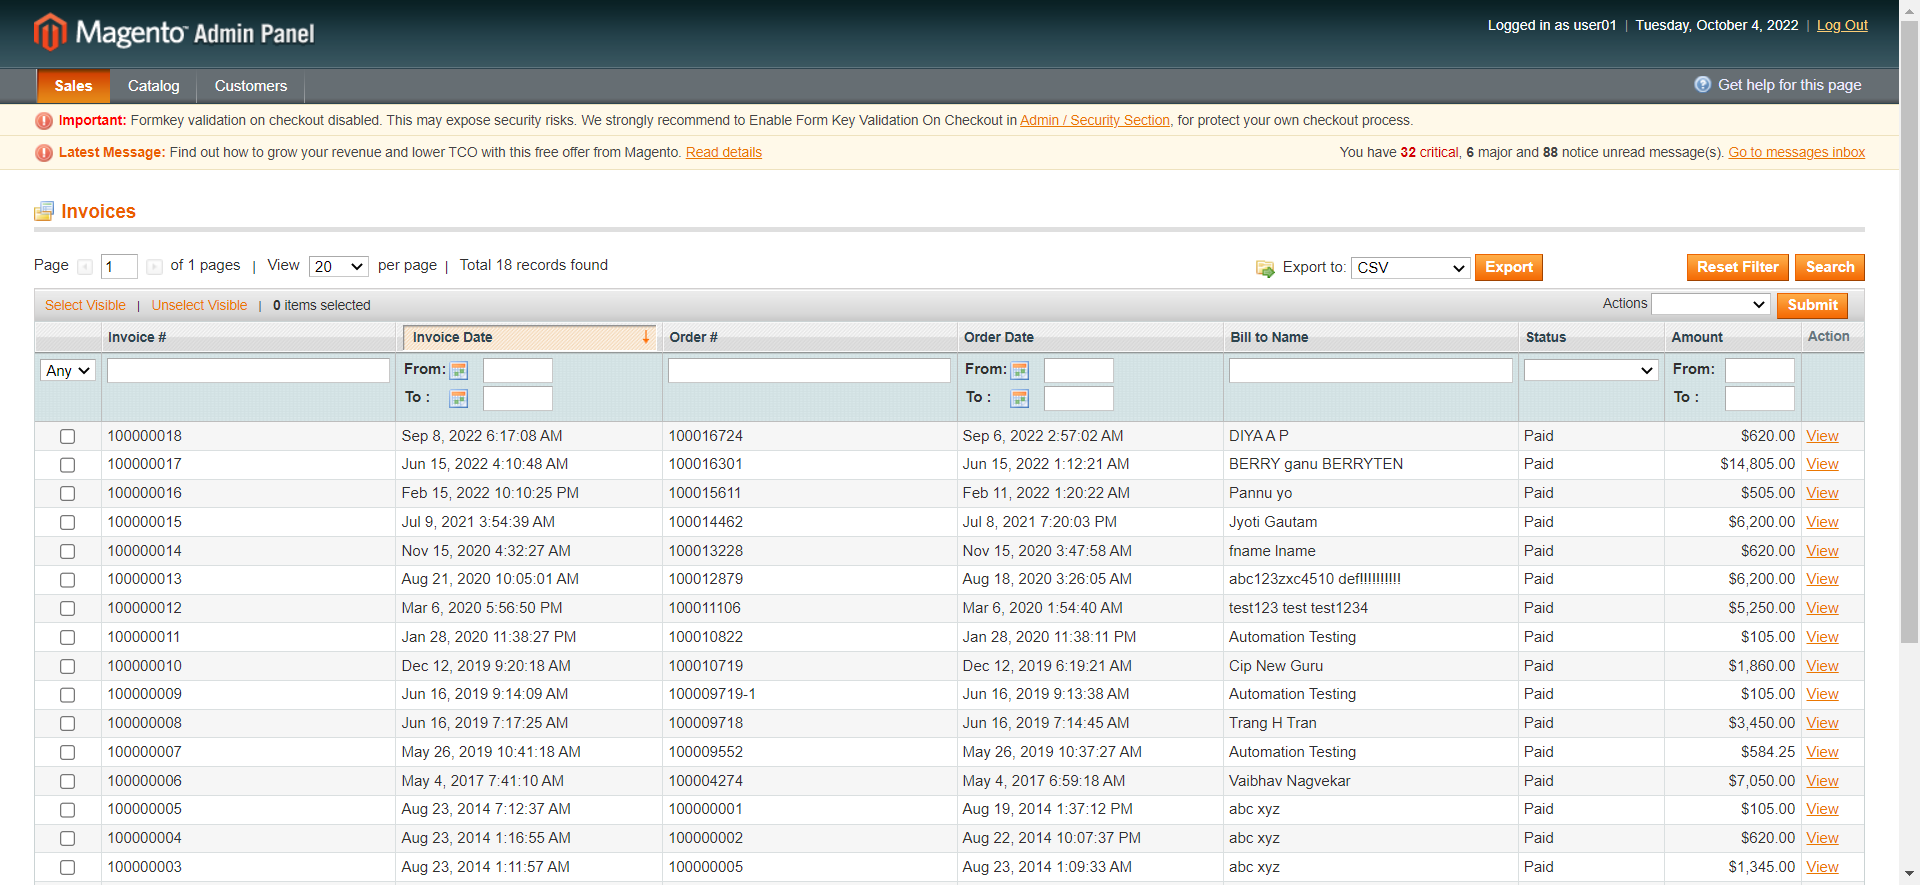 Magento Admin Panel
Logged in as user01 | Tuesday, October 4, 2022 | Log Out
Sales Catalog Customers Get help for this page
Important: Formkey validation on checkout disabled. This may expose security risks. We strongly recommend to Enable Form Key Validation On Checkout in Admin / Security Section, for protect your own checkout process.
Latest Message: Find out how to grow your revenue and lower TCO with this free offer from Magento. Read details You have 32 critical, 6 major and 88 notice unread message(s). Go to messages inbox
Invoices
Page 1 of 1 pages | View 20 per page | Total 18 records found Export to: CSV Export Reset Filter Search
Select Visible | Unselect Visible | 0 items selected Actions Submit
Invoice # Invoice Date Order # Order Date Bill to Name Status Amount Action
Any From: From: From:
To : To : To :
100000018 Sep 8, 2022 6:17:08 AM 100016724 Sep 6, 2022 2:57:02 AM DIYA A P Paid $620.00 View
100000017 Jun 15, 2022 4:10:48 AM 100016301 Jun 15, 2022 1:12:21 AM BERRY ganu BERRYTEN Paid $14,805.00 View
100000016 Feb 15, 2022 10:10:25 PM 100015611 Feb 11, 2022 1:20:22 AM Pannu yo Paid $505.00 View
100000015 Jul 9, 2021 3:54:39 AM 100014462 Jul 8, 2021 7:20:03 PM Jyoti Gautam Paid $6,200.00 View
100000014 Nov 15, 2020 4:32:27 AM 100013228 Nov 15, 2020 3:47:58 AM fname lname Paid $620.00 View
100000013 Aug 21, 2020 10:05:01 AM 100012879 Aug 18, 2020 3:26:05 AM abc123zxc4510 def!!!!!!!!!! Paid $6,200.00 View
100000012 Mar 6, 2020 5:56:50 PM 100011106 Mar 6, 2020 1:54:40 AM test123 test test1234 Paid $5,250.00 View
100000011 Jan 28, 2020 11:38:27 PM 100010822 Jan 28, 2020 11:38:11 PM Automation Testing Paid $105.00 View
100000010 Dec 12, 2019 9:20:18 AM 100010719 Dec 12, 2019 6:19:21 AM Cip New Guru Paid $1,860.00 View
100000009 Jun 16, 2019 9:14:09 AM 100009719-1 Jun 16, 2019 9:13:38 AM Automation Testing Paid $105.00 View
100000008 Jun 16, 2019 7:17:25 AM 100009718 Jun 16, 2019 7:14:45 AM Trang H Tran Paid $3,450.00 View
100000007 May 26, 2019 10:41:18 AM 100009552 May 26, 2019 10:37:27 AM Automation Testing Paid $584.25 View
100000006 May 4, 2017 7:41:10 AM 100004274 May 4, 2017 6:59:18 AM Vaibhav Nagvekar Paid $7,050.00 View
100000005 Aug 23, 2014 7:12:37 AM 100000001 Aug 19, 2014 1:37:12 PM abc xyz Paid $105.00 View
100000004 Aug 23, 2014 1:16:55 AM 100000002 Aug 22, 2014 10:07:37 PM abc xyz Paid $620.00 View
100000003 Aug 23, 2014 1:11:57 AM 100000005 Aug 23, 2014 1:09:33 AM abc xyz Paid $1,345.00 View